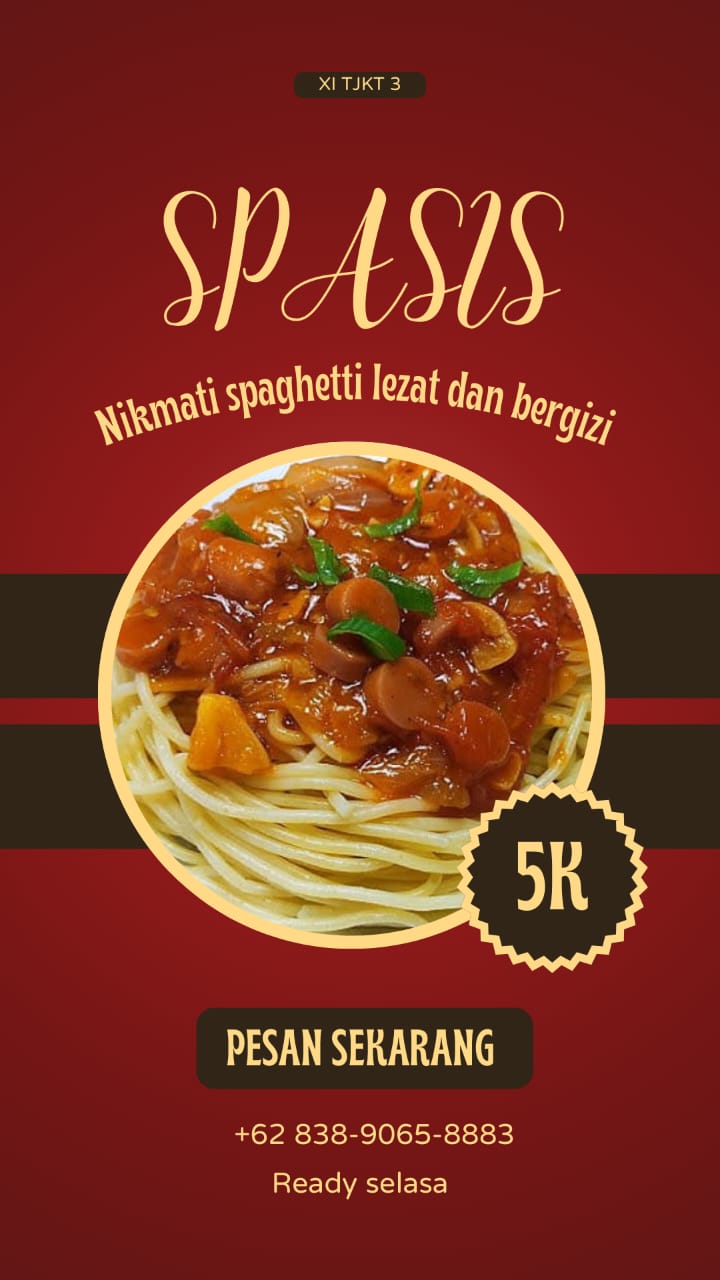 XI TJKT 3
SPASIS
Nikmati spaghetti lezat dan bergizi
5K
PESAN SEKARANG
+62 838-9065-8883
Ready selasa